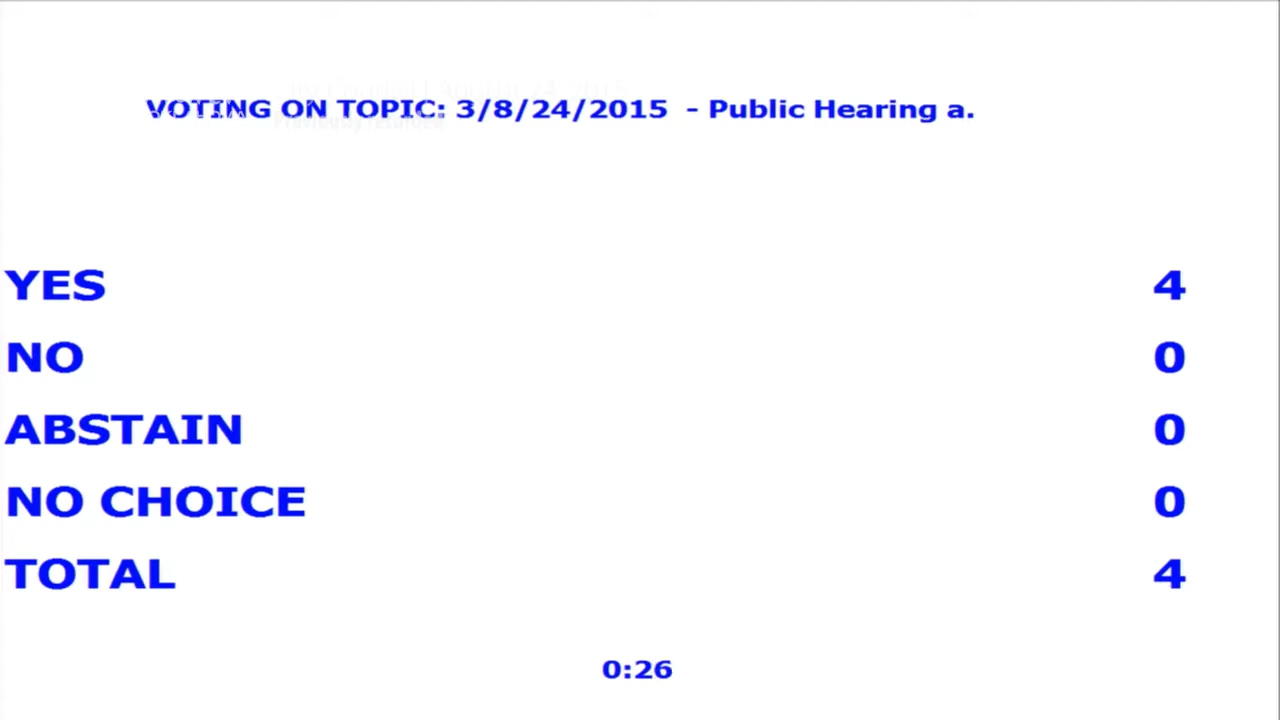 VOTING ON TOPIC: 3/8/24/2015 - Public Hearing a.
YES 4
NO 0
ABSTAIN 0
NO CHOICE 0
TOTAL 4
0:26